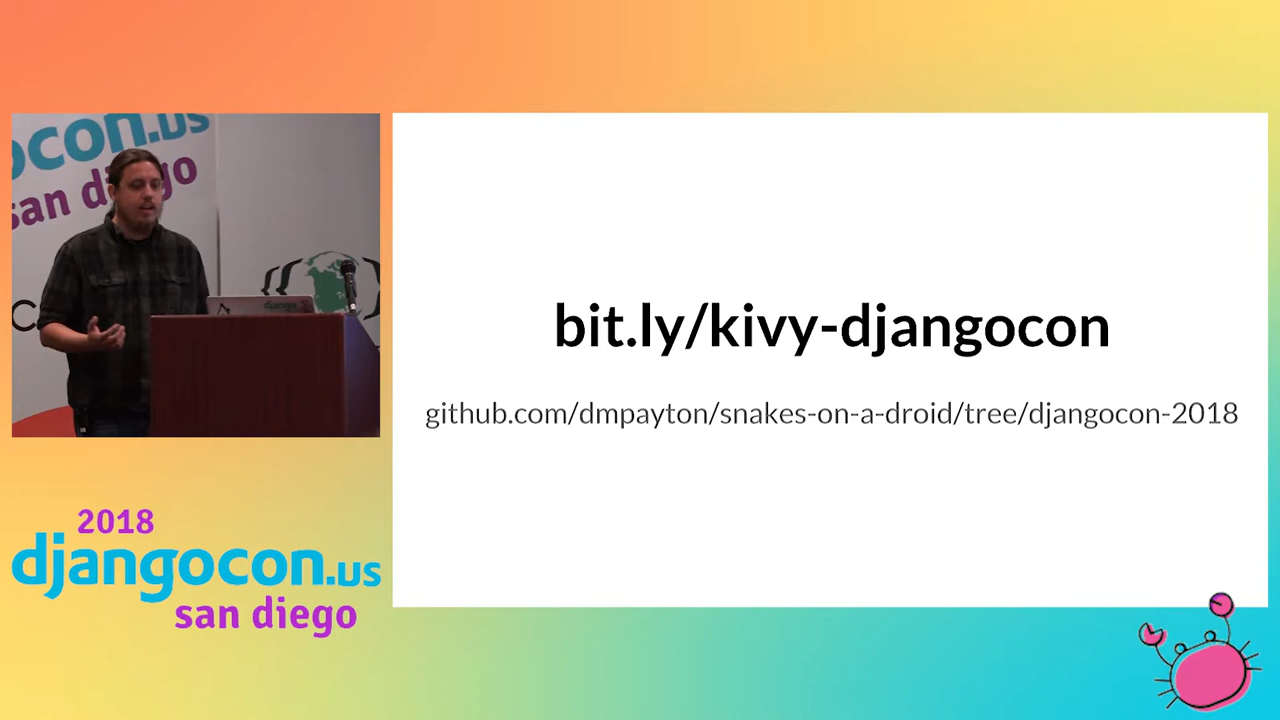 ocon.us
san diego
django
bit.ly/kivy-djangocon
github.com/dmpayton/snakes-on-a-droid/tree/djangocon-2018
2018
djangocon.us
san diego